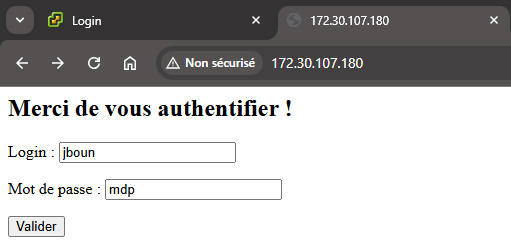 Login
172.30.107.180
Non sécurisé
172.30.107.180
Merci de vous authentifier !
Login : jboun
Mot de passe : mdp
Valider